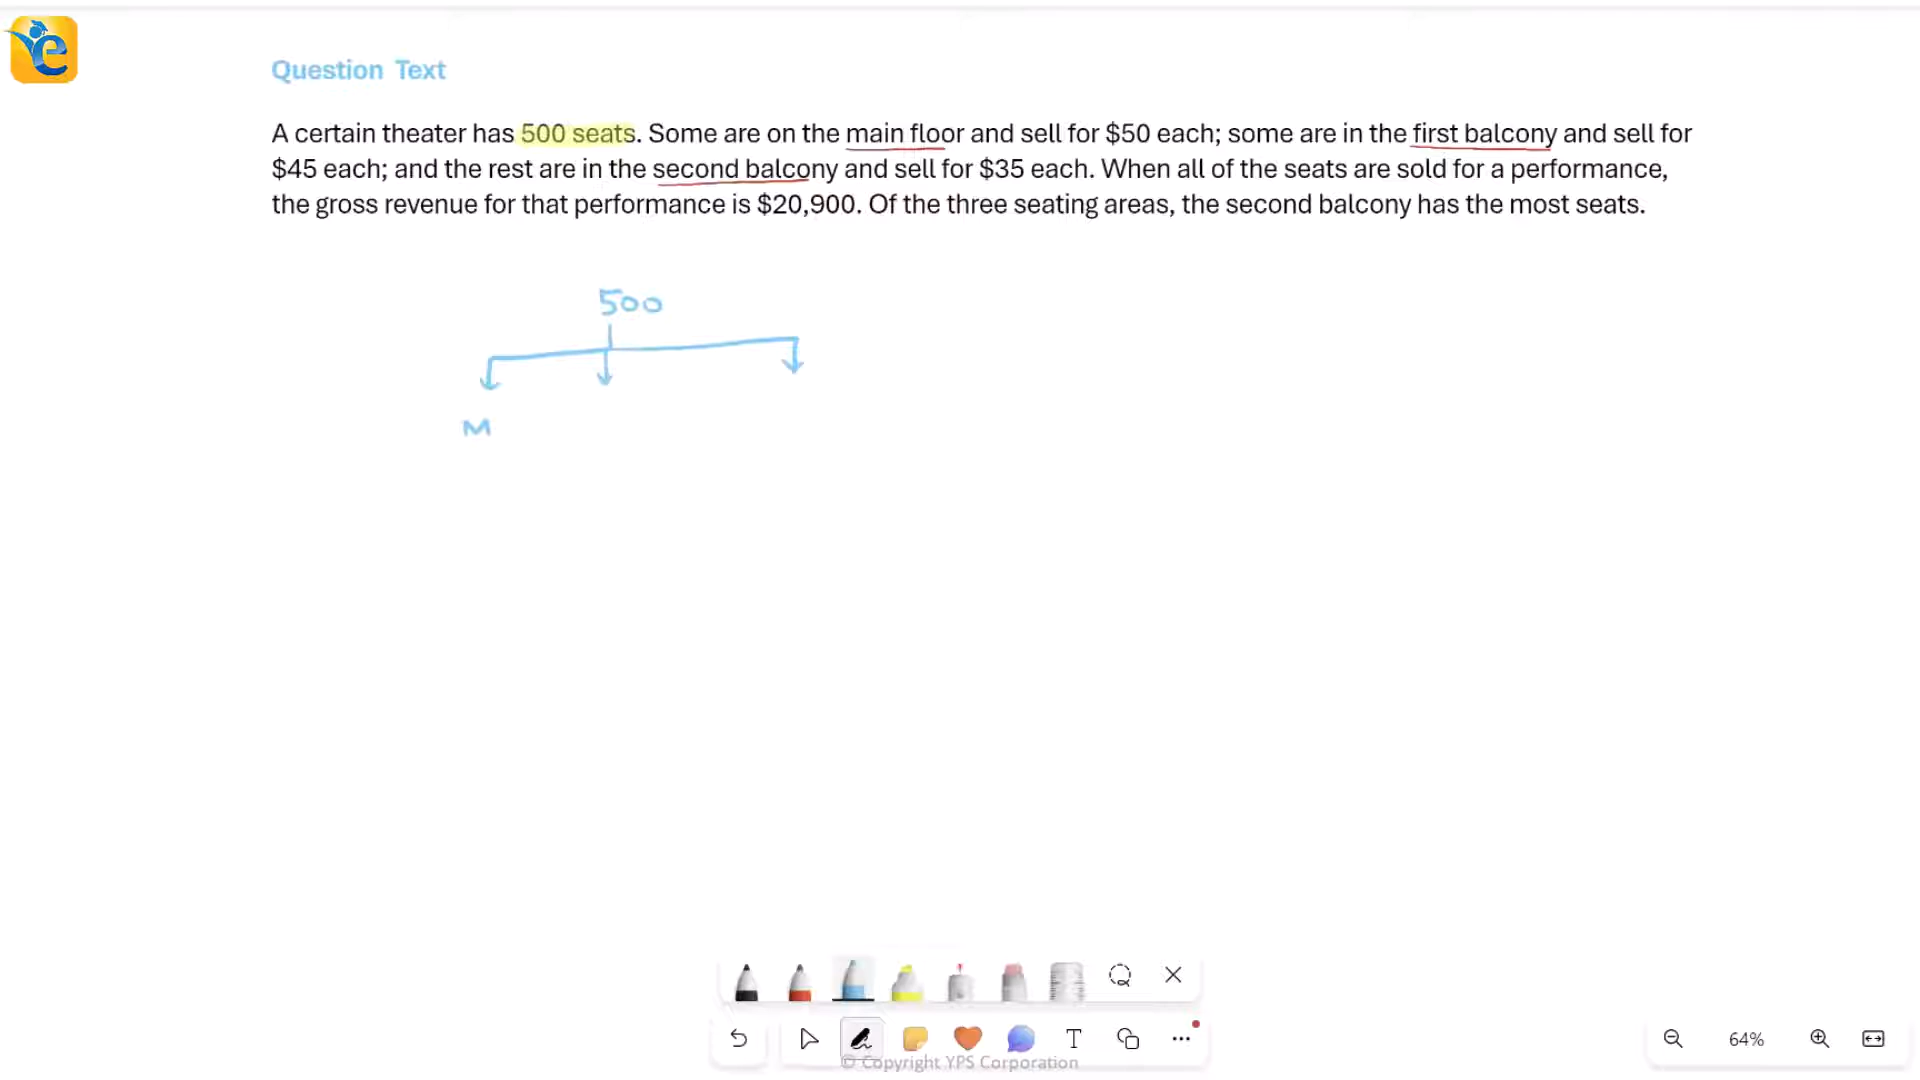 Question Text
A certain theater has 500 seats. Some are on the main floor and sell for $50 each; some are in the first balcony and sell for
$45 each; and the rest are in the second balcony and sell for $35 each. When all of the seats are sold for a performance,
the gross revenue for that performance is $20,900. Of the three seating areas, the second balcony has the most seats.
500
M
64%
© Copyright YPS Corporation